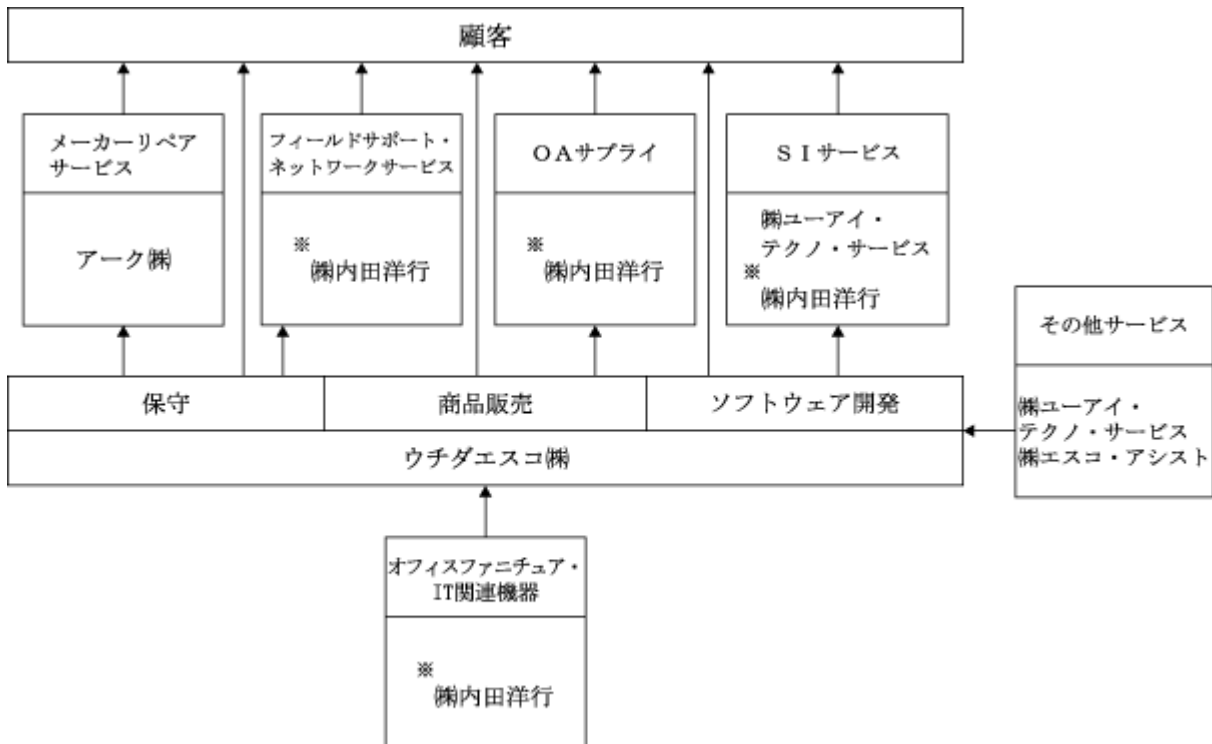 顧客
メーカーリペア
サービス
アーク㈱
フィールドサポート・
ネットワークサービス
※
㈱内田洋行
ＯＡサプライ
※
㈱内田洋行
ＳＩサービス
㈱ユーアイ・
テクノ・サービス
※
㈱内田洋行
その他サービス
㈱ユーアイ・
テクノ・サービス
㈱エスコ・アシスト
保守
商品販売
ソフトウェア開発
ウチダエスコ㈱
オフィスファニチュア・
IT関連機器
※
㈱内田洋行